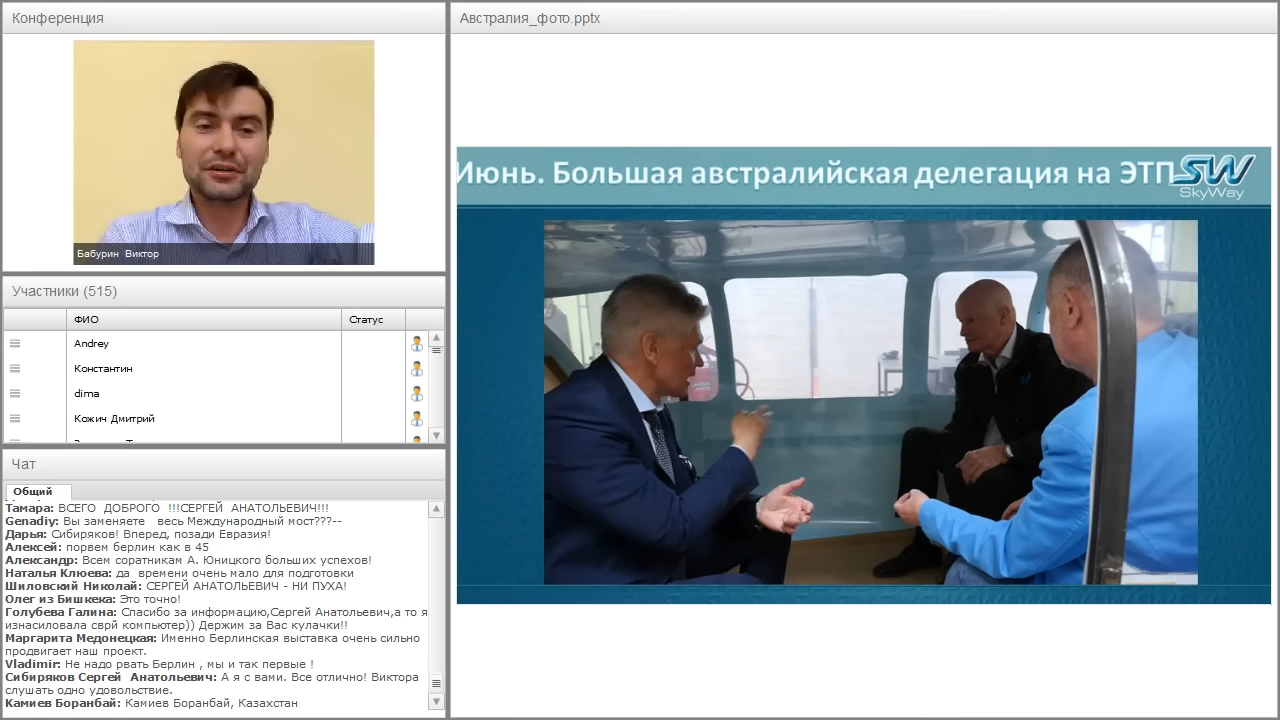 Конференция
Бабурин Виктор
Участники (515)
ФИО
Статус
Andrey
Константин
dima
Кожич Дмитрий
Чат
Общий
Тамара: ВСЕГО ДОБРОГО !!!СЕРГЕЙ АНАТОЛЬЕВИЧ!!!
Genadiy: Вы заменяете весь Международный мост???--
Дарья: Сибиряков! Вперед, позади Евразия!
Алексей: порвем берлин как в 45
Александр: Всем соратникам А. Юницкого больших успехов!
Наталья Клюева: да времени очень мало для подготовки
Шиловский Николай: СЕРГЕЙ АНАТОЛЬЕВИЧ - НИ ПУХА!
Олег из Бишкека: Это точно!
Голубева Галина: Спасибо за информацию,Сергей Анатольевич,а то я
изнасиловала сврй компьютер)) Держим за Вас кулачки!!
Маргарита Медонецкая: Именно Берлинская выставка очень сильно
продвигает наш проект.
Vladimir: Не надо рвать Берлин , мы и так первые !
Сибиряков Сергей Анатольевич: А я с вами. Все отлично! Виктора
слушать одно удовольствие.
Камиев Боранбай: Камиев Боранбай, Казахстан
Австралия_фото.pptx
Июнь. Большая австралийская делегация на ЭТП
SW
SkyWay